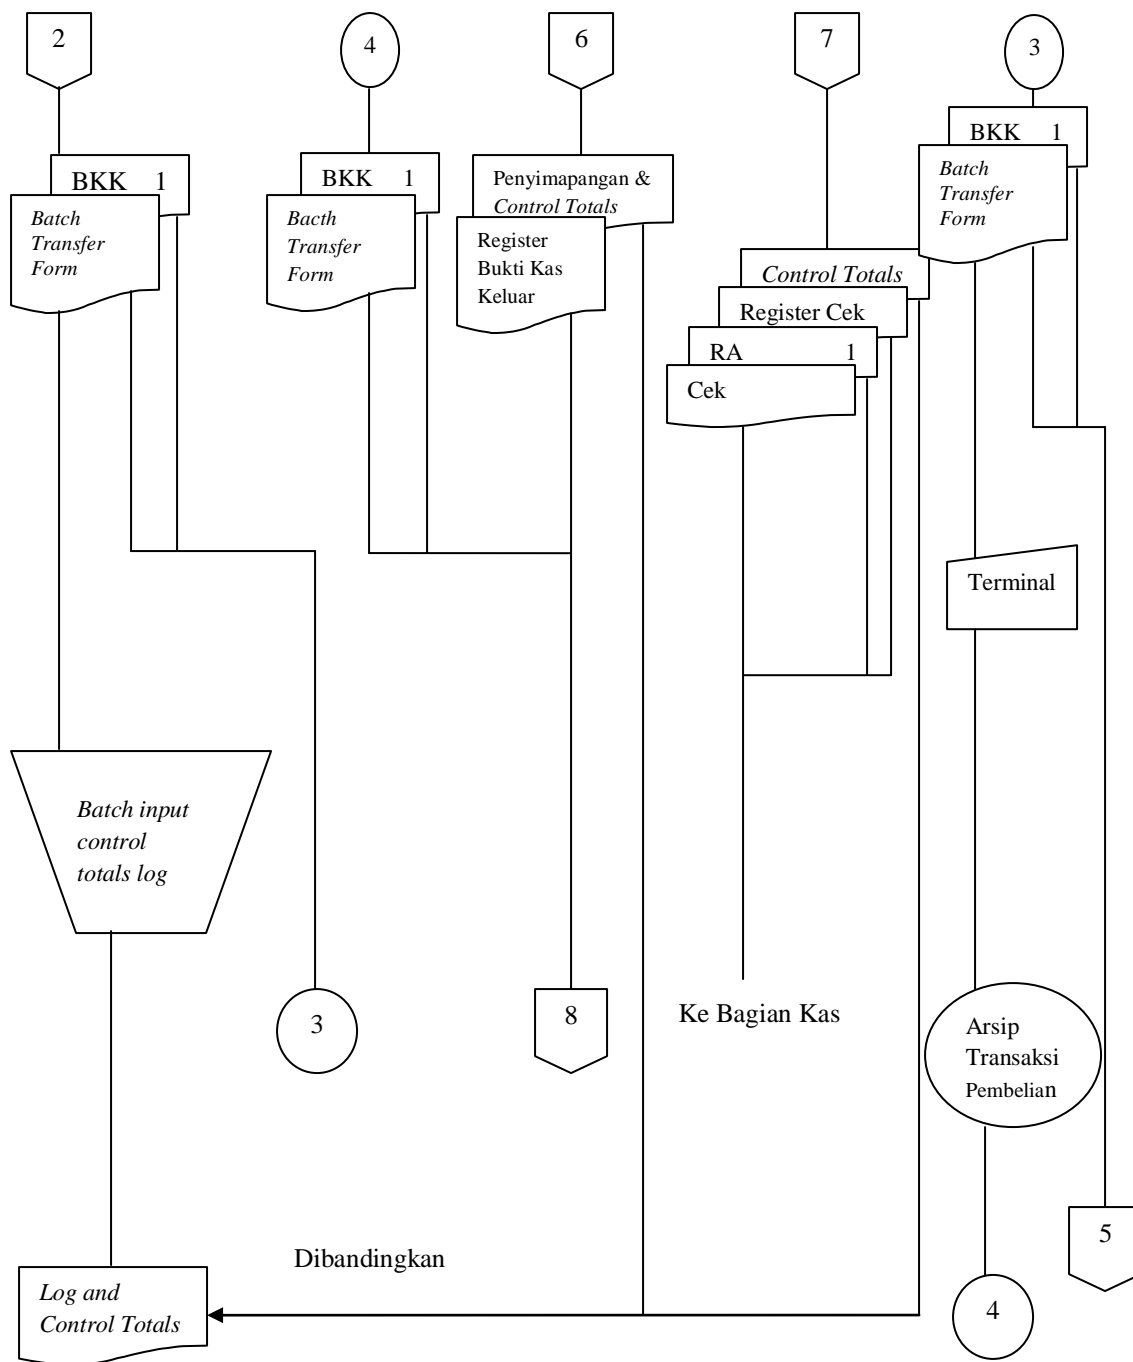 2
4
6
7
3
BKK 1
Batch
Transfer
Form
BKK 1
Bacth
Transfer
Form
Penyimapangan &
Control Totals
Register
Bukti Kas
Keluar
Control Totals
Register Cek
RA 1
Cek
BKK 1
Batch
Transfer
Form
Terminal
Batch input
control
totals log
3
8
Ke Bagian Kas
Arsip
Transaksi
Pembelian
Dibandingkan
5
Log and
Control Totals
4